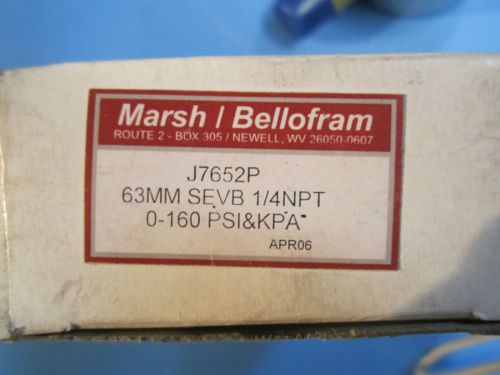 Marsh / Bellofram
ROUTE 2 - BOX 305 / NEWELL, WV 26050-0607
J7652P
63MM SEVB 1/4NPT
0-160 PSI&KPA
APR06